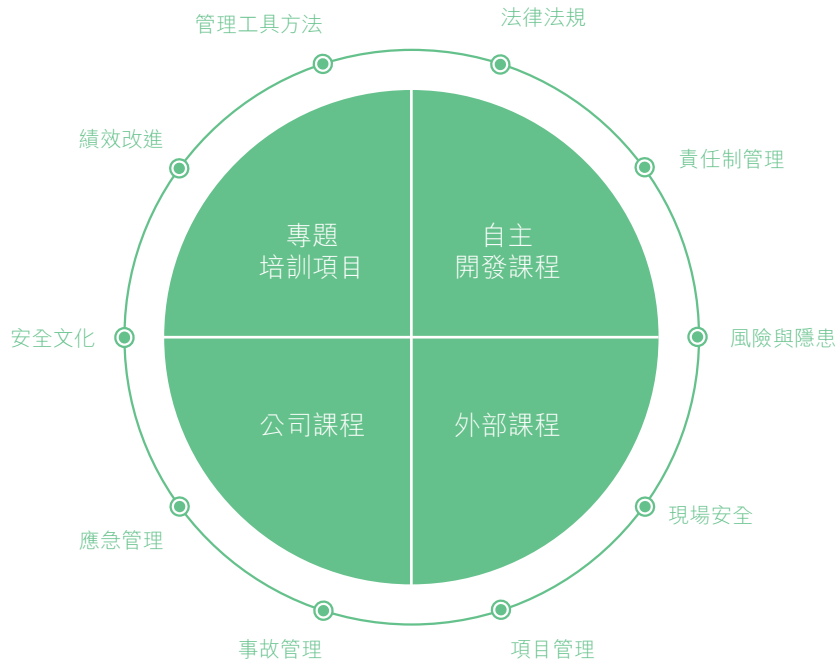 管理工具方法
法律法規
績效改進
責任制管理
專題
培訓項目
自主
開發課程
安全文化
風險與隱患
公司課程
外部課程
現場安全
應急管理
事故管理
項目管理